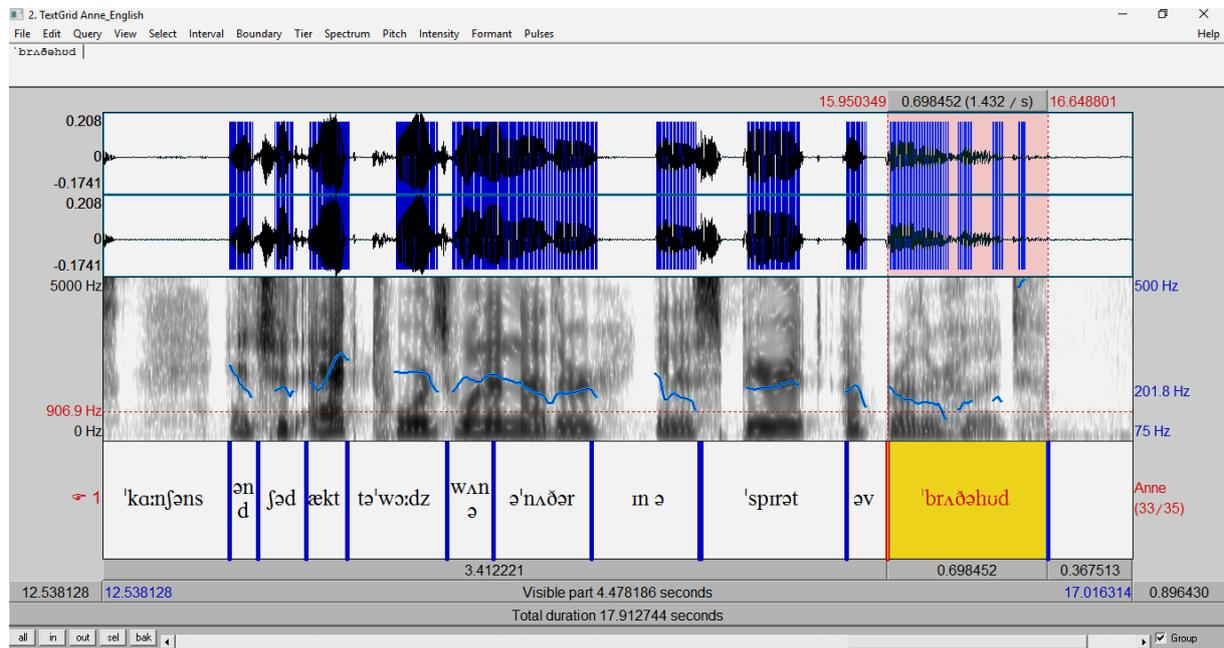 2. TextGrid Anne_English
File Edit Query View Select Interval Boundary Tier Spectrum Pitch Intensity Formant Pulses Help
ˈbrʌðəhʊd
15.950349 0.698452 (1.432 / s) 16.648801
0.208
0
-0.1741
0.208
0
-0.1741
5000 Hz 500 Hz
906.9 Hz 201.8 Hz
0 Hz 75 Hz
☞ 1 ˈkɑːnʃəns ən d ʃəd ækt təˈwɔːdz wʌn ə əˈnʌðər ɪn ə ˈspɪrət əv ˈbrʌðəhʊd Anne (33/35)
3.412221 0.698452 0.367513
12.538128 12.538128 Visible part 4.478186 seconds 17.016314 0.896430
Total duration 17.912744 seconds
all in out sel bak Group